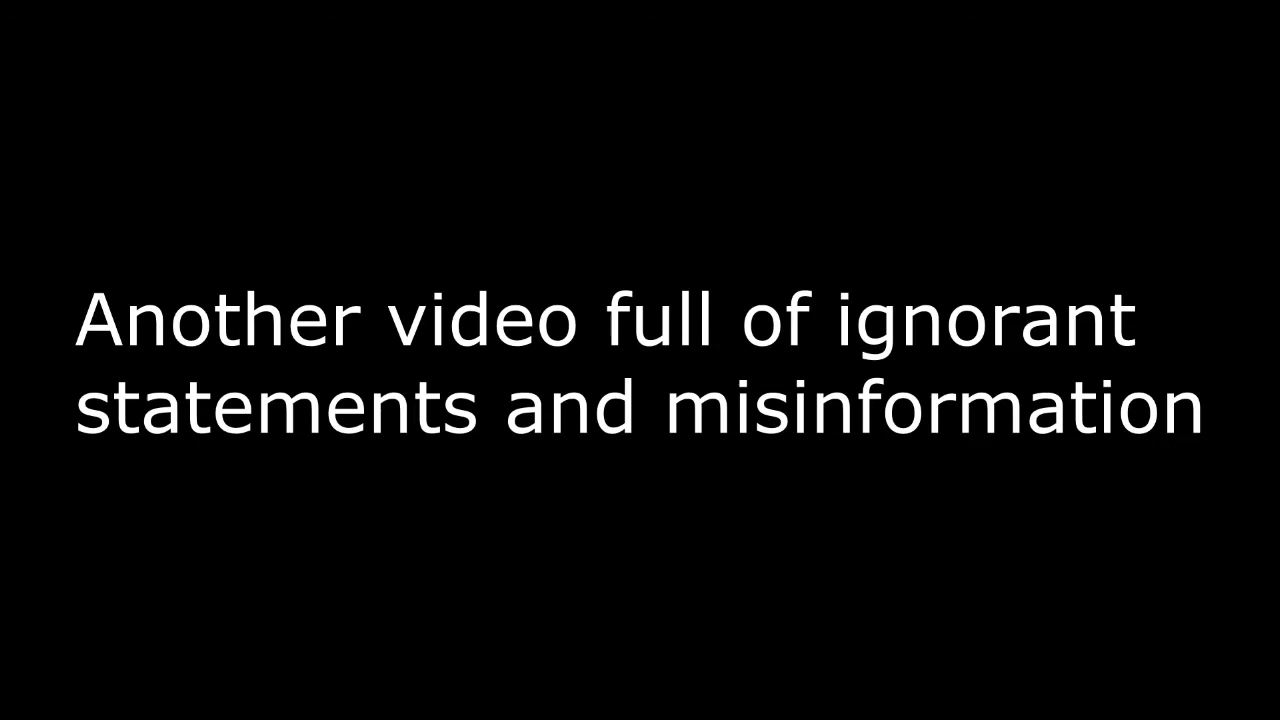 Another video full of ignorant
statements and misinformation